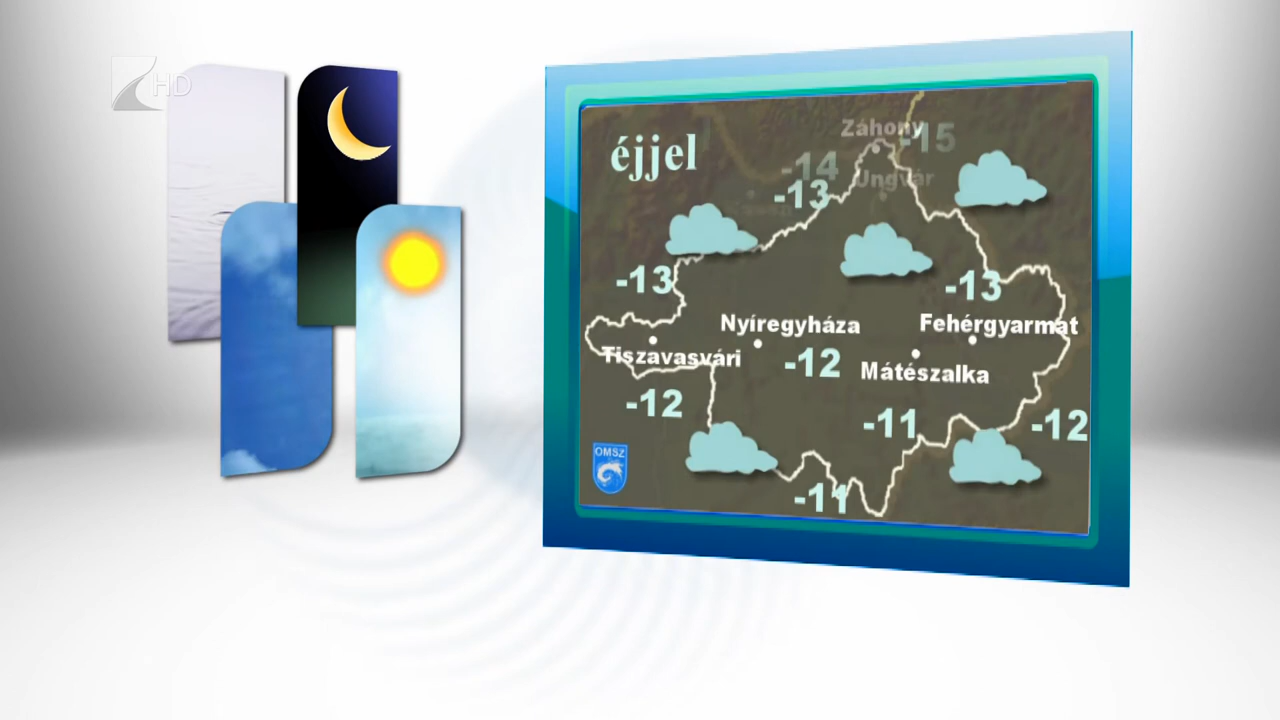 HD
éjjel
Záhony
-15
-14
Ungvár
-13
-13
-13
Nyíregyháza
Fehérgyarmat
Tiszavasvári
-12
Mátészalka
-12
-11
-12
OMSZ
-11